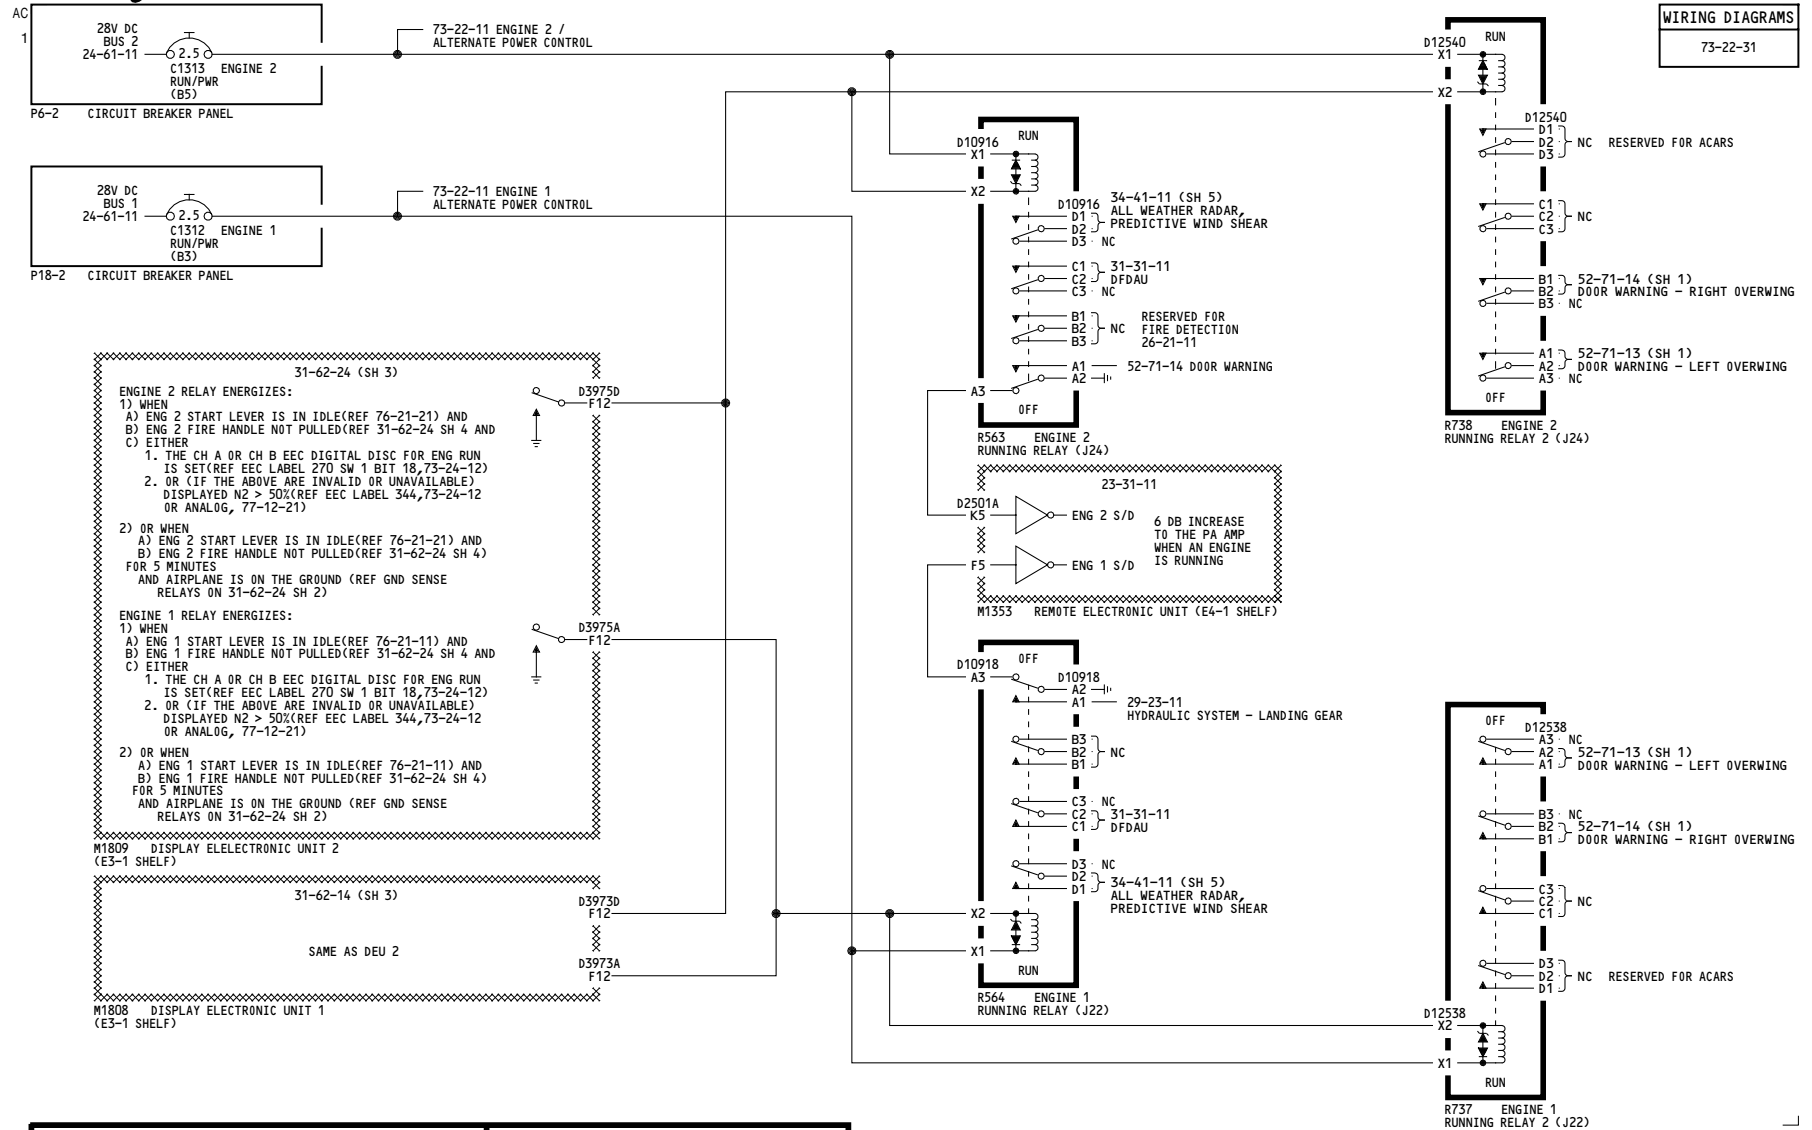 AC
1
28V DC
BUS 2
24-61-11
2.5
C1313 ENGINE 2
RUN/PWR
(B5)
P6-2 CIRCUIT BREAKER PANEL
73-22-11 ENGINE 2 /
ALTERNATE POWER CONTROL
28V DC
BUS 1
24-61-11
2.5
C1312 ENGINE 1
RUN/PWR
(B3)
P18-2 CIRCUIT BREAKER PANEL
73-22-11 ENGINE 1
ALTERNATE POWER CONTROL
WIRING DIAGRAMS
73-22-31
31-62-24 (SH 3)
ENGINE 2 RELAY ENERGIZES:
1) WHEN
A) ENG 2 START LEVER IS IN IDLE(REF 76-21-21) AND
B) ENG 2 FIRE HANDLE NOT PULLED(REF 31-62-24 SH 4 AND
C) EITHER
1. THE CH A OR CH B EEC DIGITAL DISC FOR ENG RUN
IS SET(REF EEC LABEL 270 SW 1 BIT 18,73-24-12)
2. OR (IF THE ABOVE ARE INVALID OR UNAVAILABLE)
DISPLAYED N2 > 50%(REF EEC LABEL 344,73-24-12
OR ANALOG, 77-12-21)
2) OR WHEN
A) ENG 2 START LEVER IS IN IDLE(REF 76-21-21) AND
B) ENG 2 FIRE HANDLE NOT PULLED(REF 31-62-24 SH 4)
FOR 5 MINUTES
AND AIRPLANE IS ON THE GROUND (REF GND SENSE
RELAYS ON 31-62-24 SH 2)
ENGINE 1 RELAY ENERGIZES:
1) WHEN
A) ENG 1 START LEVER IS IN IDLE(REF 76-21-11) AND
B) ENG 1 FIRE HANDLE NOT PULLED(REF 31-62-24 SH 4 AND
C) EITHER
1. THE CH A OR CH B EEC DIGITAL DISC FOR ENG RUN
IS SET(REF EEC LABEL 270 SW 1 BIT 18,73-24-12)
2. OR (IF THE ABOVE ARE INVALID OR UNAVAILABLE)
DISPLAYED N2 > 50%(REF EEC LABEL 344,73-24-12
OR ANALOG, 77-12-21)
2) OR WHEN
A) ENG 1 START LEVER IS IN IDLE(REF 76-21-11) AND
B) ENG 1 FIRE HANDLE NOT PULLED(REF 31-62-24 SH 4)
FOR 5 MINUTES
AND AIRPLANE IS ON THE GROUND (REF GND SENSE
RELAYS ON 31-62-24 SH 2)
D3975D
F12
D3975A
F12
M1809 DISPLAY ELELECTRONIC UNIT 2
(E3-1 SHELF)
31-62-14 (SH 3)
SAME AS DEU 2
D3973D
F12
D3973A
F12
M1808 DISPLAY ELECTRONIC UNIT 1
(E3-1 SHELF)
D10916
X1
X2
RUN
D10916
D1
D2
D3 NC
34-41-11 (SH 5)
ALL WEATHER RADAR,
PREDICTIVE WIND SHEAR
C1
C2
C3 NC
31-31-11
DFDAU
B1
B2
B3
NC
RESERVED FOR
FIRE DETECTION
26-21-11
A1
52-71-14 DOOR WARNING
A2
A3
OFF
R563 ENGINE 2
RUNNING RELAY (J24)
23-31-11
D2501A
K5
ENG 2 S/D
F5
ENG 1 S/D
6 DB INCREASE
TO THE PA AMP
WHEN AN ENGINE
IS RUNNING
M1353 REMOTE ELECTRONIC UNIT (E4-1 SHELF)
D10918
A3
OFF
D10918
A2
A1
29-23-11
HYDRAULIC SYSTEM - LANDING GEAR
B3
B2
B1
NC
C3 NC
C2
C1
31-31-11
DFDAU
D3 NC
D2
D1
34-41-11 (SH 5)
ALL WEATHER RADAR,
PREDICTIVE WIND SHEAR
X2
X1
RUN
R564 ENGINE 1
RUNNING RELAY (J22)
D12540
X1
X2
RUN
D12540
D1
D2
D3
NC RESERVED FOR ACARS
C1
C2
C3
NC
B1
B2
B3 NC
52-71-14 (SH 1)
DOOR WARNING - RIGHT OVERWING
A1
A2
A3 NC
52-71-13 (SH 1)
DOOR WARNING - LEFT OVERWING
OFF
R738 ENGINE 2
RUNNING RELAY 2 (J24)
OFF
D12538
A3 NC
A2
A1
52-71-13 (SH 1)
DOOR WARNING - LEFT OVERWING
B3 NC
B2
B1
52-71-14 (SH 1)
DOOR WARNING - RIGHT OVERWING
C3
C2
C1
NC
D3
D2
D1
NC RESERVED FOR ACARS
D12538
X2
X1
RUN
R737 ENGINE 1
RUNNING RELAY 2 (J22)